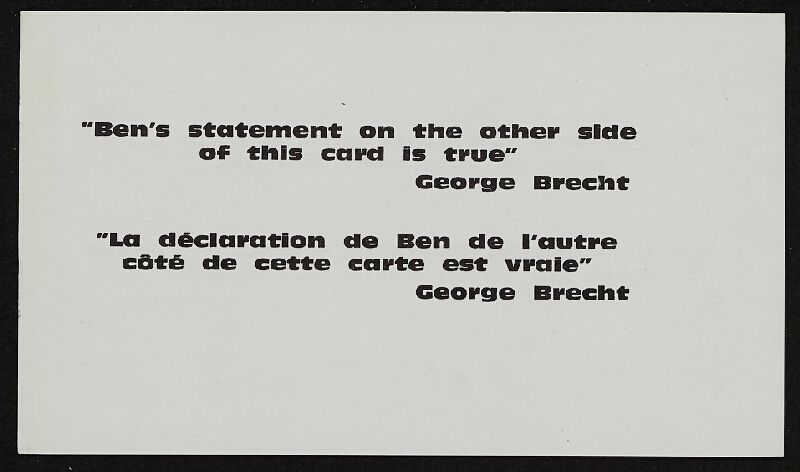 "Ben's statement on the other side
of this card is true"
George Brecht
"La déclaration de Ben de l'autre
côté de cette carte est vraie"
George Brecht